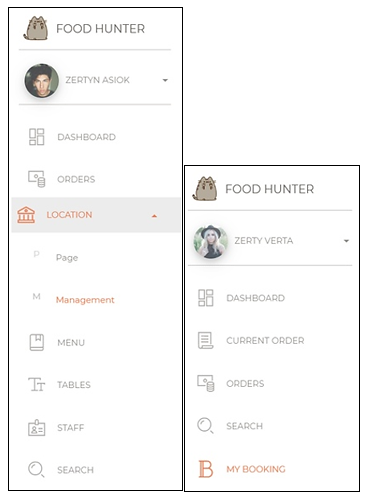 FOOD HUNTER
ZERTYN ASIOK
DASHBOARD
ORDERS
LOCATION
P Page
M Management
MENU
TABLES
STAFF
SEARCH
FOOD HUNTER
ZERTY VERTA
DASHBOARD
CURRENT ORDER
ORDERS
SEARCH
MY BOOKING